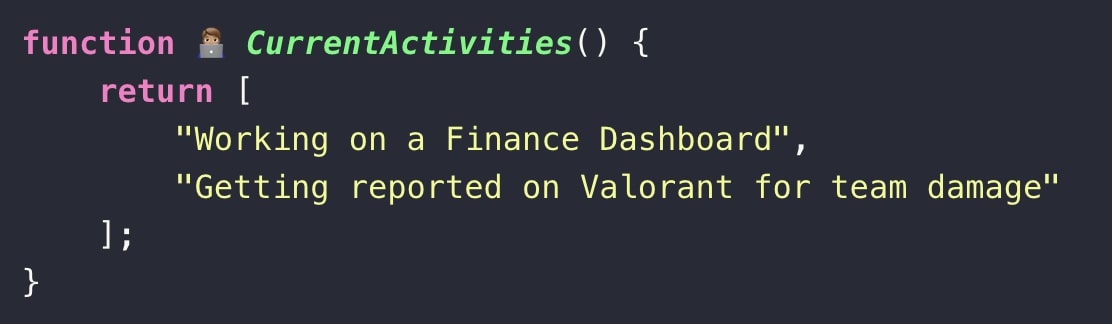 function 👨🏽‍💻 CurrentActivities() {
    return [
        "Working on a Finance Dashboard",
        "Getting reported on Valorant for team damage"
    ];
}